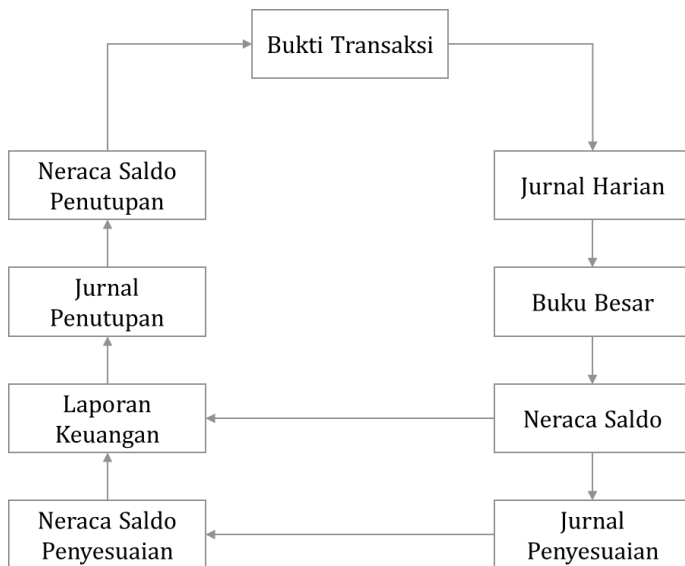 Bukti Transaksi
Neraca Saldo
Penutupan
Jurnal Harian
Jurnal
Penutupan
Buku Besar
Laporan
Keuangan
Neraca Saldo
Neraca Saldo
Penyesuaian
Jurnal
Penyesuaian